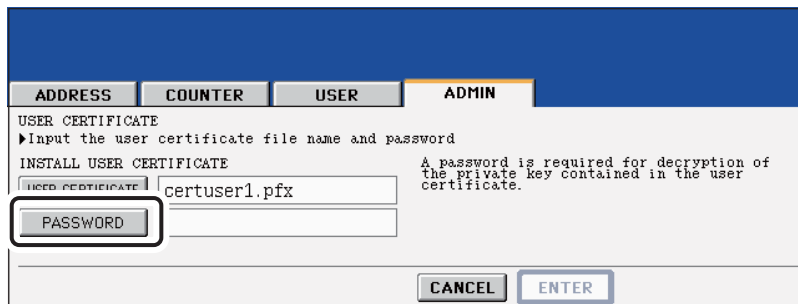 ADDRESS COUNTER USER ADMIN
USER CERTIFICATE
▶Input the user certificate file name and password
INSTALL USER CERTIFICATE
A password is required for decryption of
the private key contained in the user
certificate.
USER CERTIFICATE certuser1.pfx
PASSWORD
CANCEL ENTER